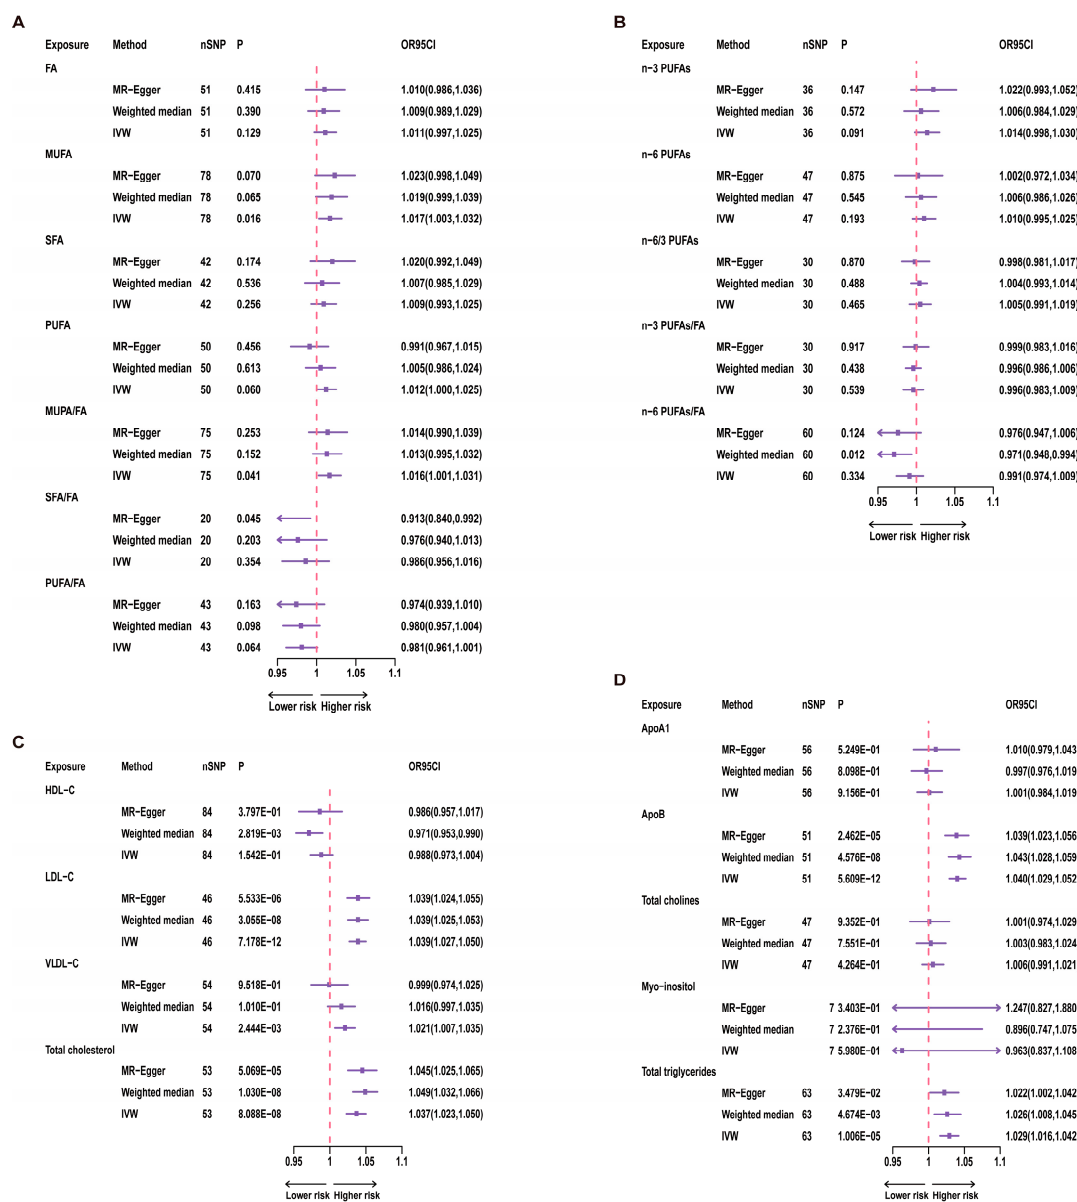 A
Exposure Method nSNP P OR95CI
FA
MR−Egger 51 0.415 1.010(0.986,1.036)
Weighted median 51 0.390 1.009(0.989,1.029)
IVW 51 0.129 1.011(0.997,1.025)
MUFA
MR−Egger 78 0.070 1.023(0.998,1.049)
Weighted median 78 0.065 1.019(0.999,1.039)
IVW 78 0.016 1.017(1.003,1.032)
SFA
MR−Egger 42 0.174 1.020(0.992,1.049)
Weighted median 42 0.536 1.007(0.985,1.029)
IVW 42 0.256 1.009(0.993,1.025)
PUFA
MR−Egger 50 0.456 0.991(0.967,1.015)
Weighted median 50 0.613 1.005(0.986,1.024)
IVW 50 0.060 1.012(1.000,1.025)
MUPA/FA
MR−Egger 75 0.253 1.014(0.990,1.039)
Weighted median 75 0.152 1.013(0.995,1.032)
IVW 75 0.041 1.016(1.001,1.031)
SFA/FA
MR−Egger 20 0.045 0.913(0.840,0.992)
Weighted median 20 0.203 0.976(0.940,1.013)
IVW 20 0.354 0.986(0.956,1.016)
PUFA/FA
MR−Egger 43 0.163 0.974(0.939,1.010)
Weighted median 43 0.098 0.980(0.957,1.004)
IVW 43 0.064 0.981(0.961,1.001)
0.95 1 1.05 1.1
Lower risk Higher risk
B
Exposure Method nSNP P OR95CI
n−3 PUFAs
MR−Egger 36 0.147 1.022(0.993,1.052)
Weighted median 36 0.572 1.006(0.984,1.029)
IVW 36 0.091 1.014(0.998,1.030)
n−6 PUFAs
MR−Egger 47 0.875 1.002(0.972,1.034)
Weighted median 47 0.545 1.006(0.986,1.026)
IVW 47 0.193 1.010(0.995,1.025)
n−6/3 PUFAs
MR−Egger 30 0.870 0.998(0.981,1.017)
Weighted median 30 0.488 1.004(0.993,1.014)
IVW 30 0.465 1.005(0.991,1.019)
n−3 PUFAs/FA
MR−Egger 30 0.917 0.999(0.983,1.016)
Weighted median 30 0.438 0.996(0.986,1.006)
IVW 30 0.539 0.996(0.983,1.009)
n−6 PUFAs/FA
MR−Egger 60 0.124 0.976(0.947,1.006)
Weighted median 60 0.012 0.971(0.948,0.994)
IVW 60 0.334 0.991(0.974,1.009)
0.95 1 1.05 1.1
Lower risk Higher risk
C
Exposure Method nSNP P OR95CI
HDL−C
MR−Egger 84 3.797E−01 0.986(0.957,1.017)
Weighted median 84 2.819E−03 0.971(0.953,0.990)
IVW 84 1.542E−01 0.988(0.973,1.004)
LDL−C
MR−Egger 46 5.533E−06 1.039(1.024,1.055)
Weighted median 46 3.055E−08 1.039(1.025,1.053)
IVW 46 7.178E−12 1.039(1.027,1.050)
VLDL−C
MR−Egger 54 9.518E−01 0.999(0.974,1.025)
Weighted median 54 1.010E−01 1.016(0.997,1.035)
IVW 54 2.444E−03 1.021(1.007,1.035)
Total cholesterol
MR−Egger 53 5.069E−05 1.045(1.025,1.065)
Weighted median 53 1.030E−08 1.049(1.032,1.066)
IVW 53 8.088E−08 1.037(1.023,1.050)
0.95 1 1.05 1.1
Lower risk Higher risk
D
Exposure Method nSNP P OR95CI
ApoA1
MR−Egger 56 5.249E−01 1.010(0.979,1.043
Weighted median 56 8.098E−01 0.997(0.976,1.019
IVW 56 9.156E−01 1.001(0.984,1.019
ApoB
MR−Egger 51 2.462E−05 1.039(1.023,1.056
Weighted median 51 4.576E−08 1.043(1.028,1.059
IVW 51 5.609E−12 1.040(1.029,1.052
Total cholines
MR−Egger 47 9.352E−01 1.001(0.974,1.029
Weighted median 47 7.551E−01 1.003(0.983,1.024
IVW 47 4.264E−01 1.006(0.991,1.021
Myo−inositol
MR−Egger 7 3.403E−01 1.247(0.827,1.880
Weighted median 7 2.376E−01 0.896(0.747,1.075
IVW 7 5.980E−01 0.963(0.837,1.108
Total triglycerides
MR−Egger 63 3.479E−02 1.022(1.002,1.042
Weighted median 63 4.674E−03 1.026(1.008,1.045
IVW 63 1.006E−05 1.029(1.016,1.042
0.95 1 1.05 1.1
Lower risk Higher risk